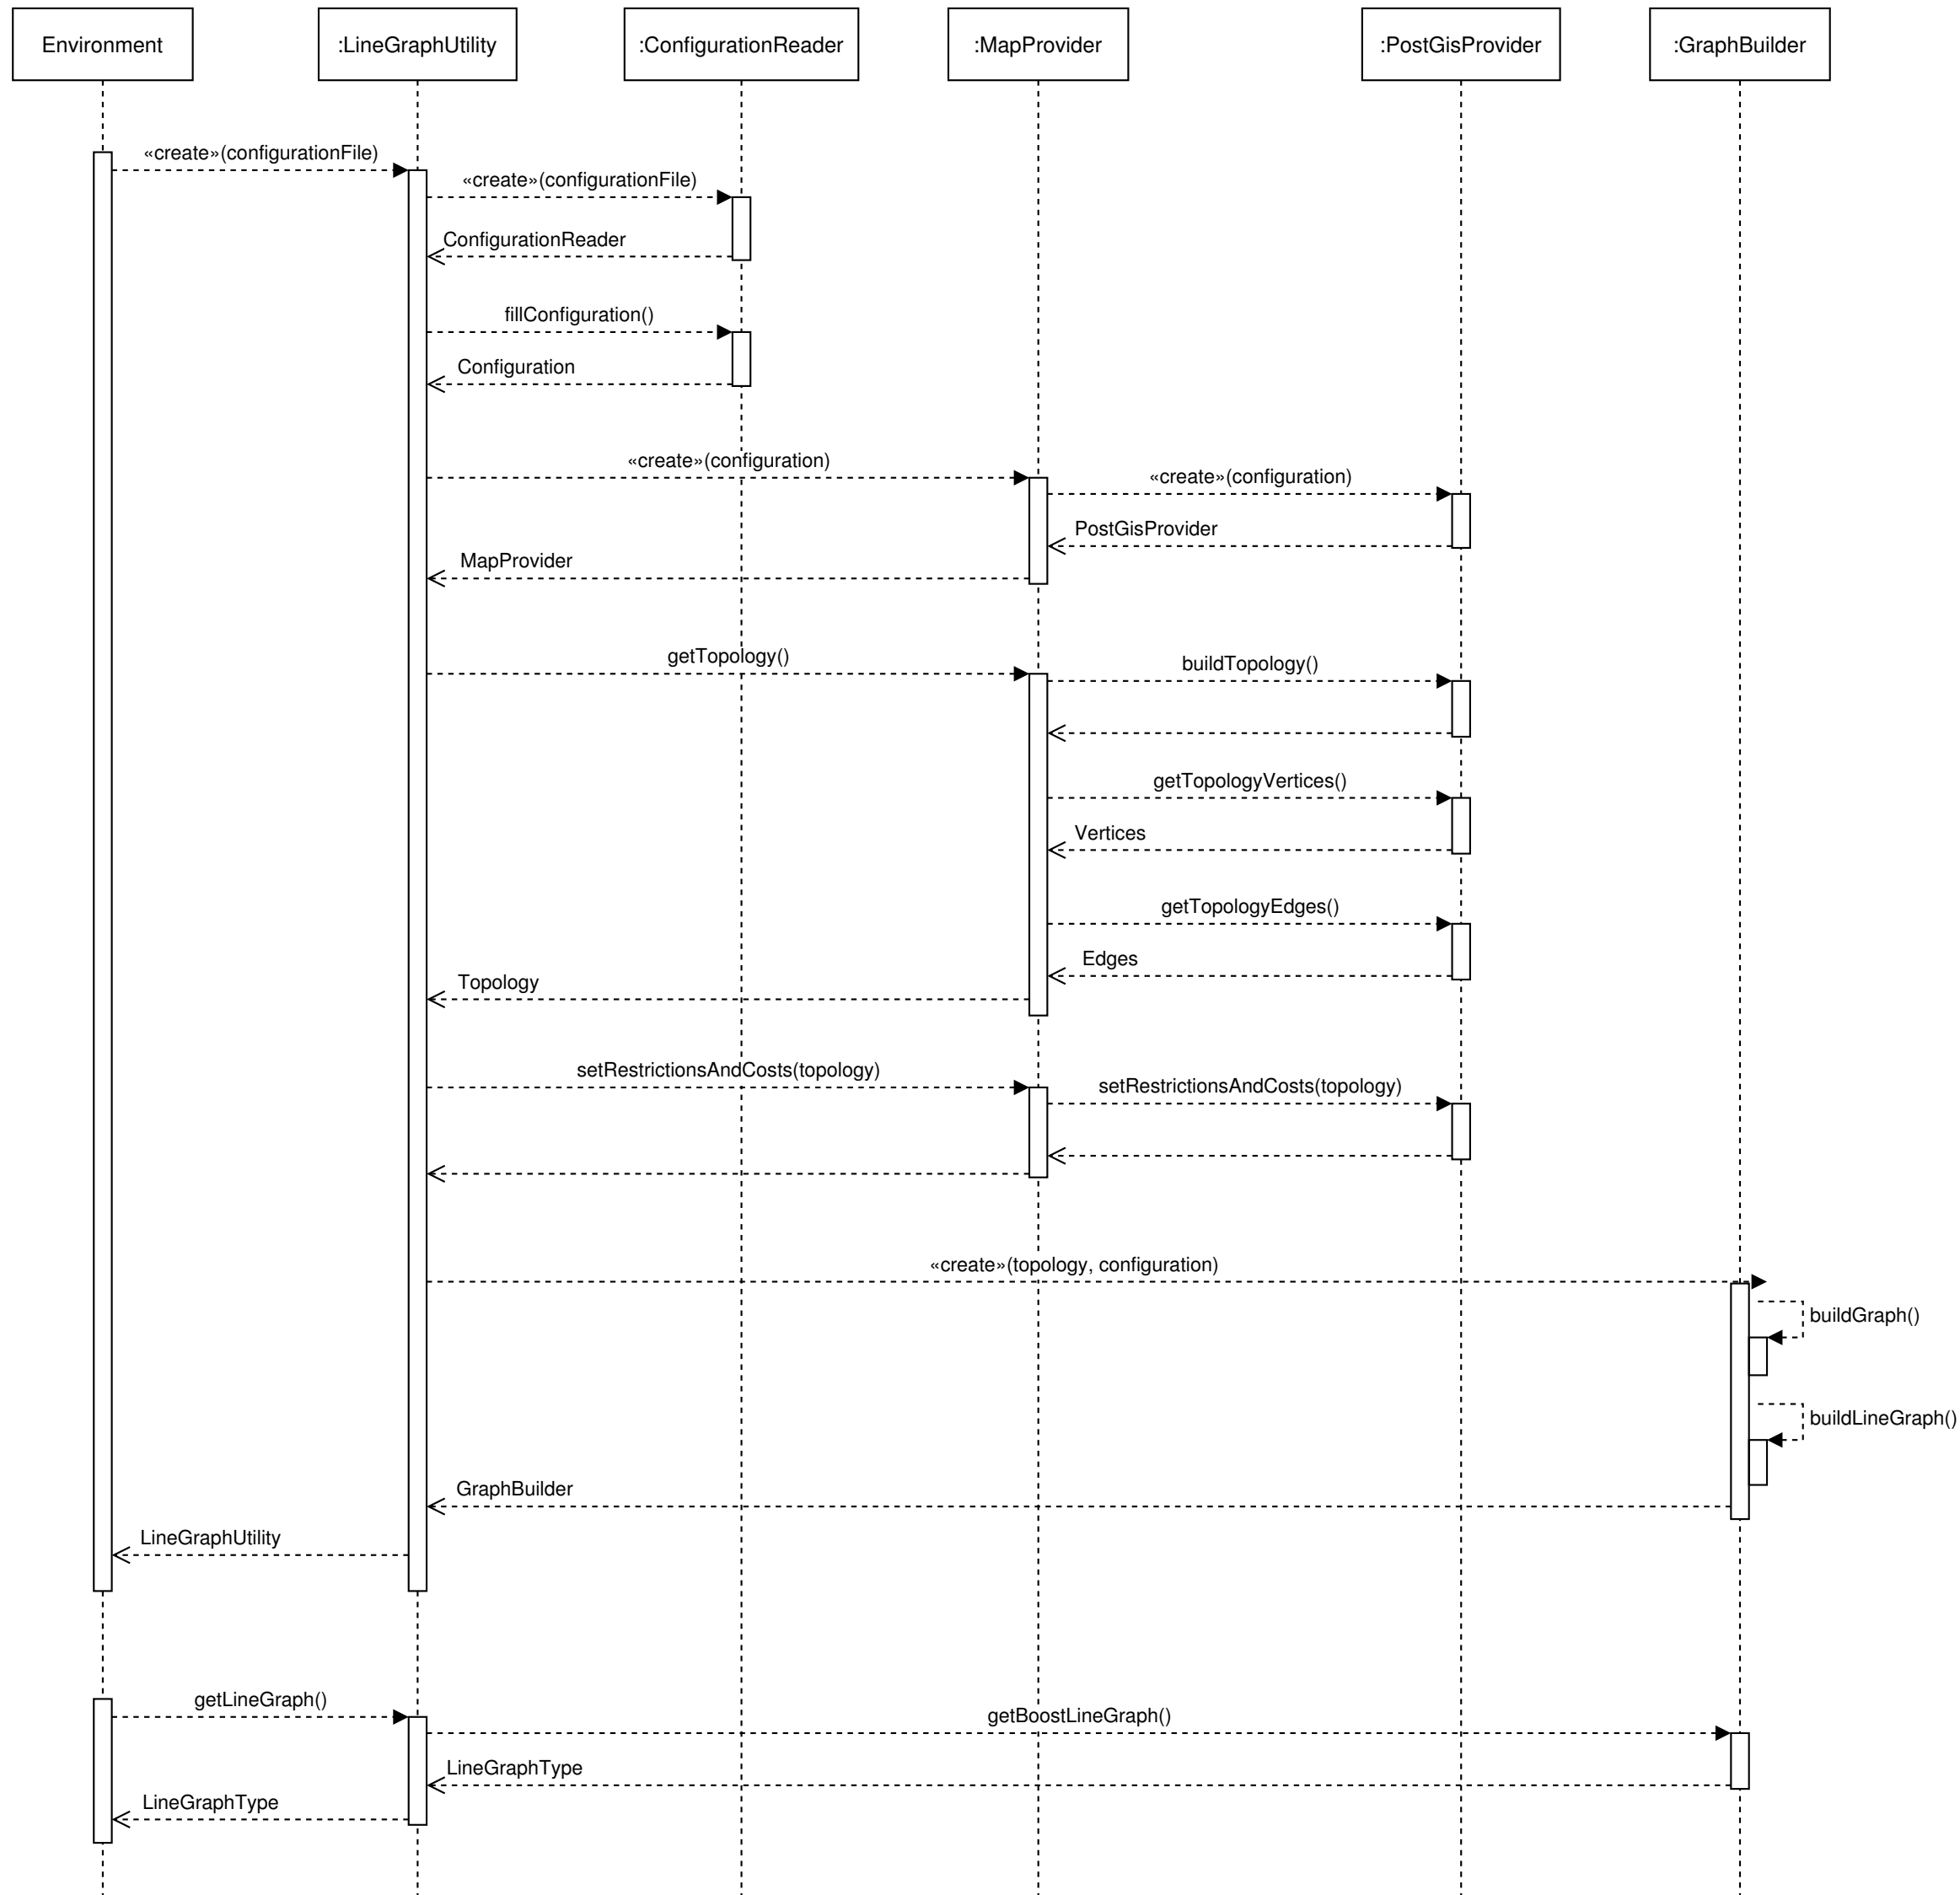 Environment
:LineGraphUtility
:ConfigurationReader
:MapProvider
:PostGisProvider
:GraphBuilder
«create»(configurationFile)
«create»(configurationFile)
ConfigurationReader
fillConfiguration()
Configuration
«create»(configuration)
«create»(configuration)
PostGisProvider
MapProvider
getTopology()
buildTopology()
getTopologyVertices()
Vertices
getTopologyEdges()
Edges
Topology
setRestrictionsAndCosts(topology)
setRestrictionsAndCosts(topology)
«create»(topology, configuration)
buildGraph()
buildLineGraph()
GraphBuilder
LineGraphUtility
getLineGraph()
getBoostLineGraph()
LineGraphType
LineGraphType